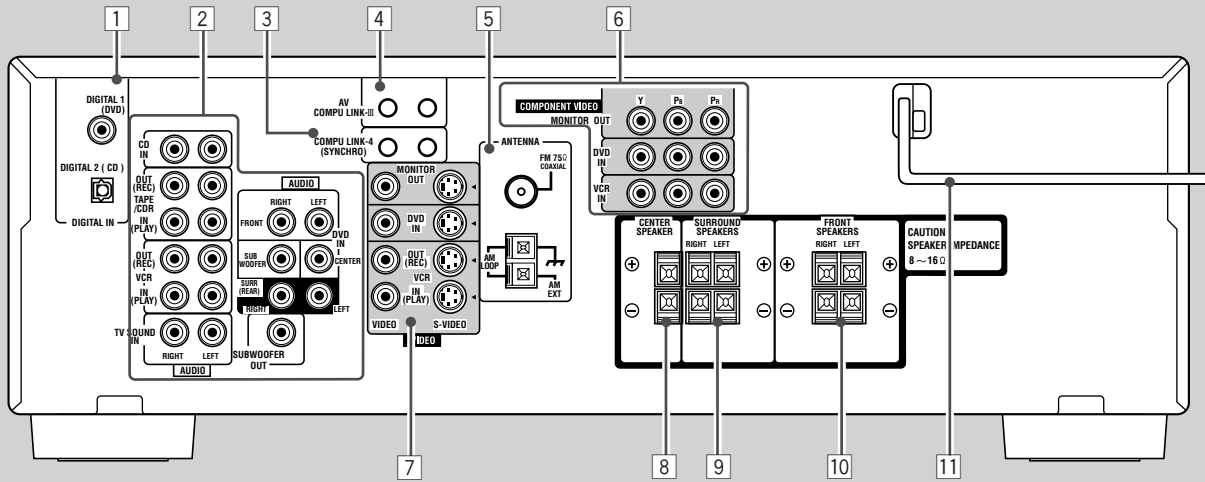 1 2 3 4 5 6
DIGITAL 1
(DVD)
DIGITAL 2 ( CD )
DIGITAL IN
CD
IN
OUT
(REC)
TAPE
/CDR
IN
(PLAY)
OUT
(REC)
VCR
IN
(PLAY)
TV SOUND
IN
RIGHT LEFT
AUDIO
AUDIO
RIGHT LEFT
FRONT
DVD
IN
SUB
WOOFER
CENTER
SURR
(REAR)
RIGHT LEFT
SUBWOOFER
OUT
AV
COMPU LINK-III
COMPU LINK-4
(SYNCHRO)
MONITOR
OUT
DVD
IN
OUT
(REC)
VCR
IN
(PLAY)
VIDEO S-VIDEO
VIDEO
ANTENNA
FM 75Ω
COAXIAL
AM
LOOP
AM
EXT
COMPONENT VIDEO
Y PB PR
MONITOR OUT
DVD
IN
VCR
IN
CENTER
SPEAKER
SURROUND
SPEAKERS
RIGHT LEFT
FRONT
SPEAKERS
RIGHT LEFT
+ + +
− − −
CAUTION
SPEAKER IMPEDANCE
8～16 Ω
7 8 9 10 11